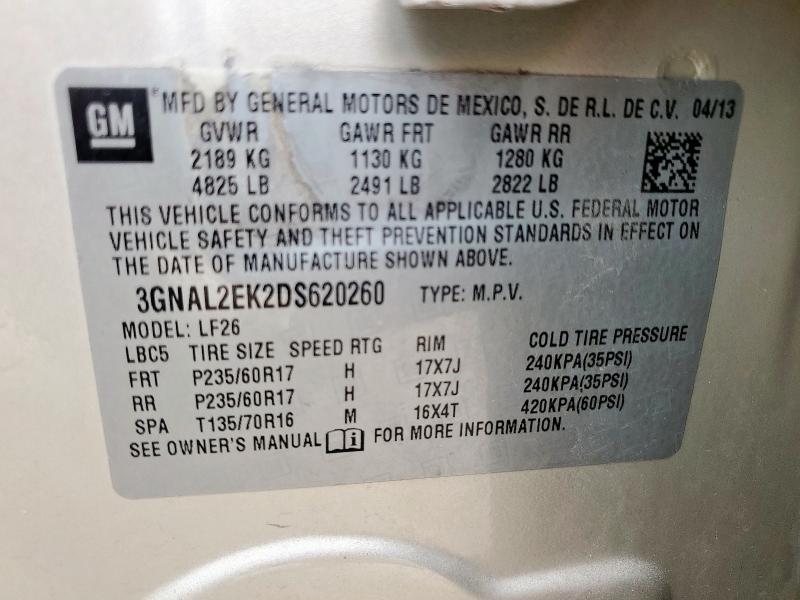 GM ® MFD BY GENERAL MOTORS DE MEXICO, S. DE R.L. DE C.V. 04/13
GVWR GAWR FRT GAWR RR
2189 KG 1130 KG 1280 KG
4825 LB 2491 LB 2822 LB
THIS VEHICLE CONFORMS TO ALL APPLICABLE U.S. FEDERAL MOTOR
VEHICLE SAFETY AND THEFT PREVENTION STANDARDS IN EFFECT ON
THE DATE OF MANUFACTURE SHOWN ABOVE.
3GNAL2EK2DS620260 TYPE: M.P.V.
MODEL: LF26
LBC5 TIRE SIZE SPEED RTG RIM COLD TIRE PRESSURE
FRT P235/60R17 H 17X7J 240KPA(35PSI)
RR P235/60R17 H 17X7J 240KPA(35PSI)
SPA T135/70R16 M 16X4T 420KPA(60PSI)
SEE OWNER'S MANUAL i FOR MORE INFORMATION.